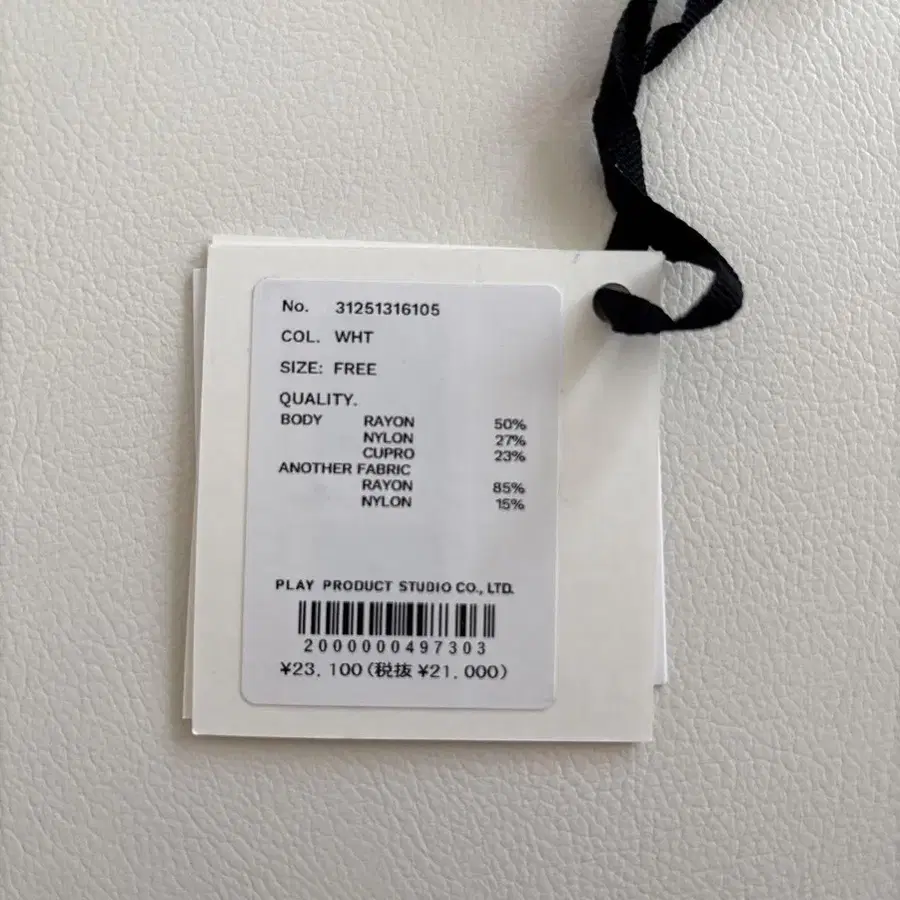 No. 31251316105
COL. WHT
SIZE: FREE
QUALITY.
BODY RAYON 50%
NYLON 27%
CUPRO 23%
ANOTHER FABRIC
RAYON 85%
NYLON 15%
PLAY PRODUCT STUDIO CO., LTD.
2000000497303
¥23,100(税抜 ¥21,000)